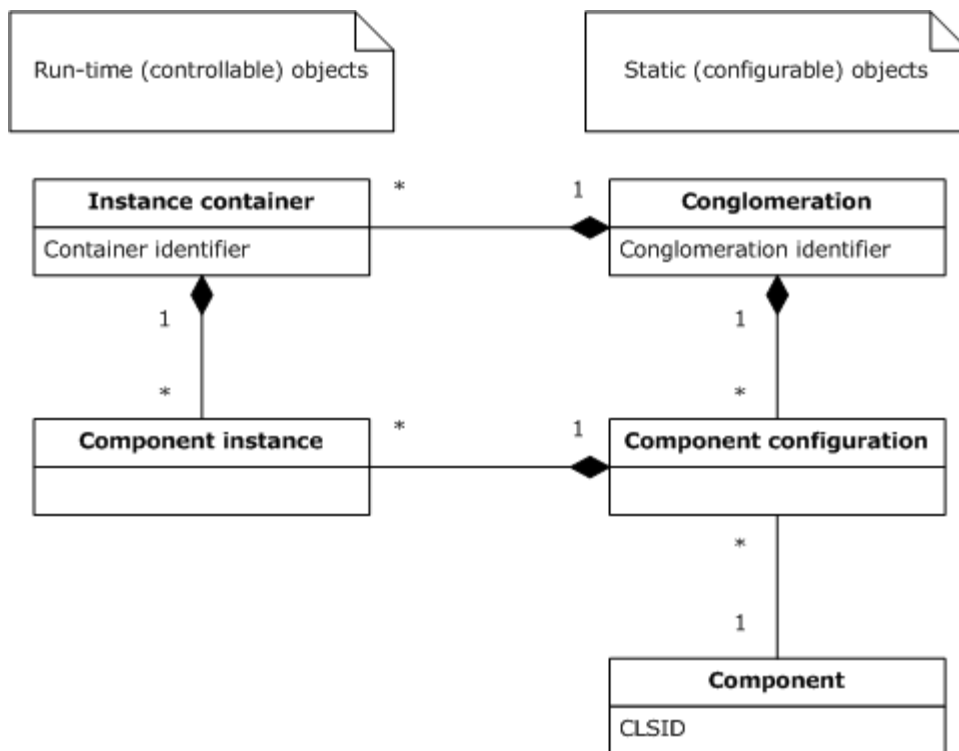 Run-time (controllable) objects
Static (configurable) objects
* 1
Instance container
Conglomeration
Container identifier
Conglomeration identifier
1
1
*
*
* 1
Component instance
Component configuration
*
1
Component
CLSID